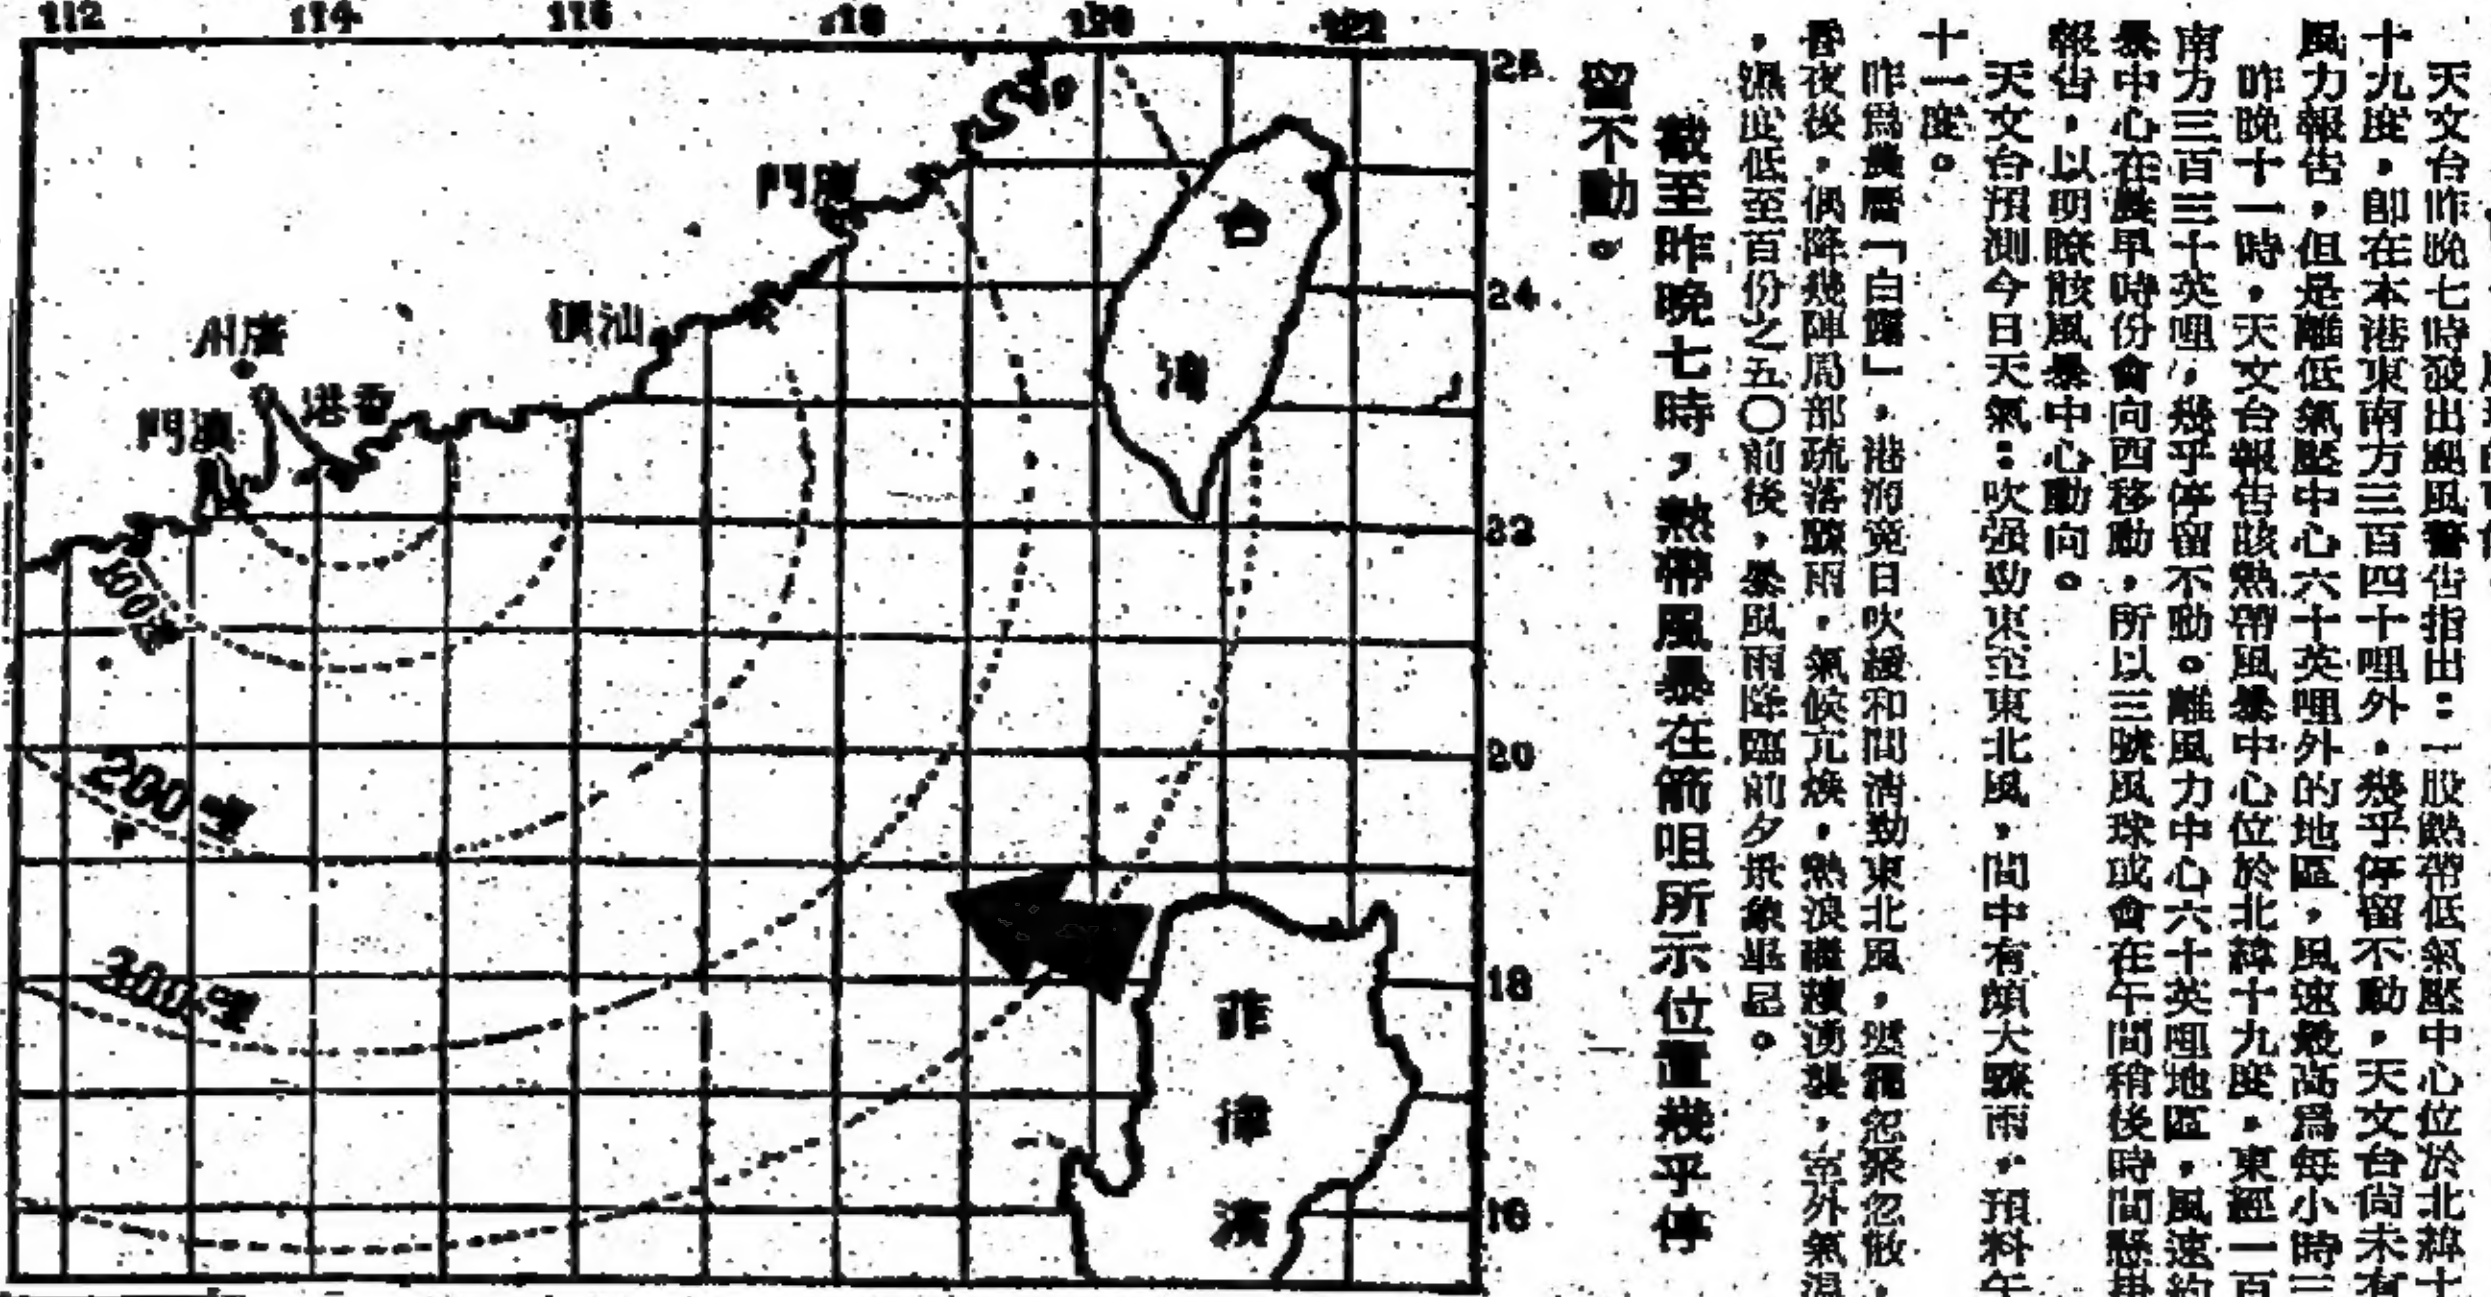 天文台昨晚七時發出颶風警告指出：一股熱帶低氣壓中心位於北緯十
十九度，卽在本港東南方三百四十哩外，幾乎停留不動，天文台尚未有
風力報告，但是離低氣壓中心六十英哩外的地區，風速最高爲每小時三
昨晚十一時，天文台報告該熱帶風暴中心位於北緯十九度，東經一百
南方三百三十英哩，幾乎停留不動。離風力中心六十英哩地區，風速約
暴中心在晨早時份會向西移動，所以三號風球或會在午間稍後時間懸掛
報告，以明瞭該風暴中心動向。
天文台預測今日天氣：吹强勁東至東北風，間中有頗大驟雨，預料午
十一度。
昨爲農曆「白露」，港洵竟日吹緩和間淸勁東北風，忽聚忽散，
夜後，偶降幾陣局部疏落驟雨，氣候亢燠，熱浪繼續湧襲，室外氣温
，濕度低至百份之五〇前後，暴風雨降臨前夕景象畢呈。
截至昨晚七時，熱帶風暴在箭咀所示位置幾乎停
留不動。
112 114 116 118 120 122
24
22
20
18
16
廈門
汕頭
廣州
香港
澳門
台灣
菲律濱
100哩
200哩
300哩